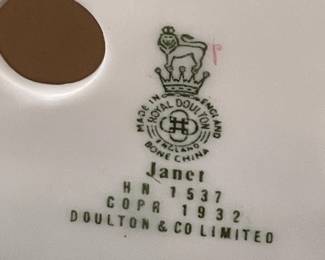 MADE IN ENGLAND
ROYAL DOULTON
ENGLAND
BONE CHINA
Janet
HN 1537
COPR 1932
DOULTON & CO LIMITED